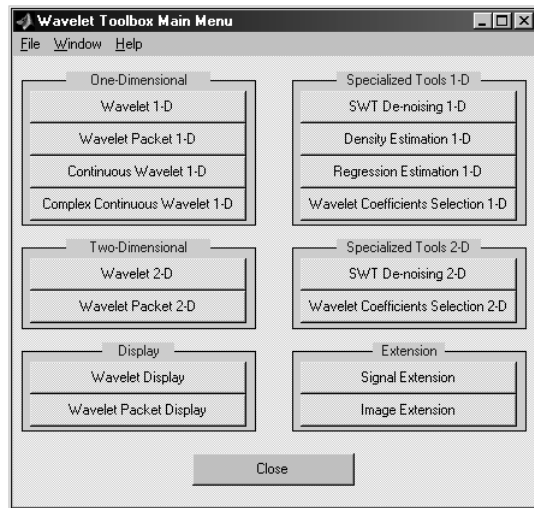 Wavelet Toolbox Main Menu
File Window Help
One-Dimensional
Wavelet 1-D
Wavelet Packet 1-D
Continuous Wavelet 1-D
Complex Continuous Wavelet 1-D
Specialized Tools 1-D
SWT De-noising 1-D
Density Estimation 1-D
Regression Estimation 1-D
Wavelet Coefficients Selection 1-D
Two-Dimensional
Wavelet 2-D
Wavelet Packet 2-D
Specialized Tools 2-D
SWT De-noising 2-D
Wavelet Coefficients Selection 2-D
Display
Wavelet Display
Wavelet Packet Display
Extension
Signal Extension
Image Extension
Close